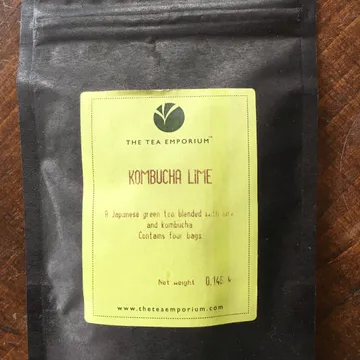 THE TEA EMPORIUM™
KOMBUCHA LIME
A Japanese green tea blended with
and kombucha
Contains four bags
Net weight
www.theteaemporium.com